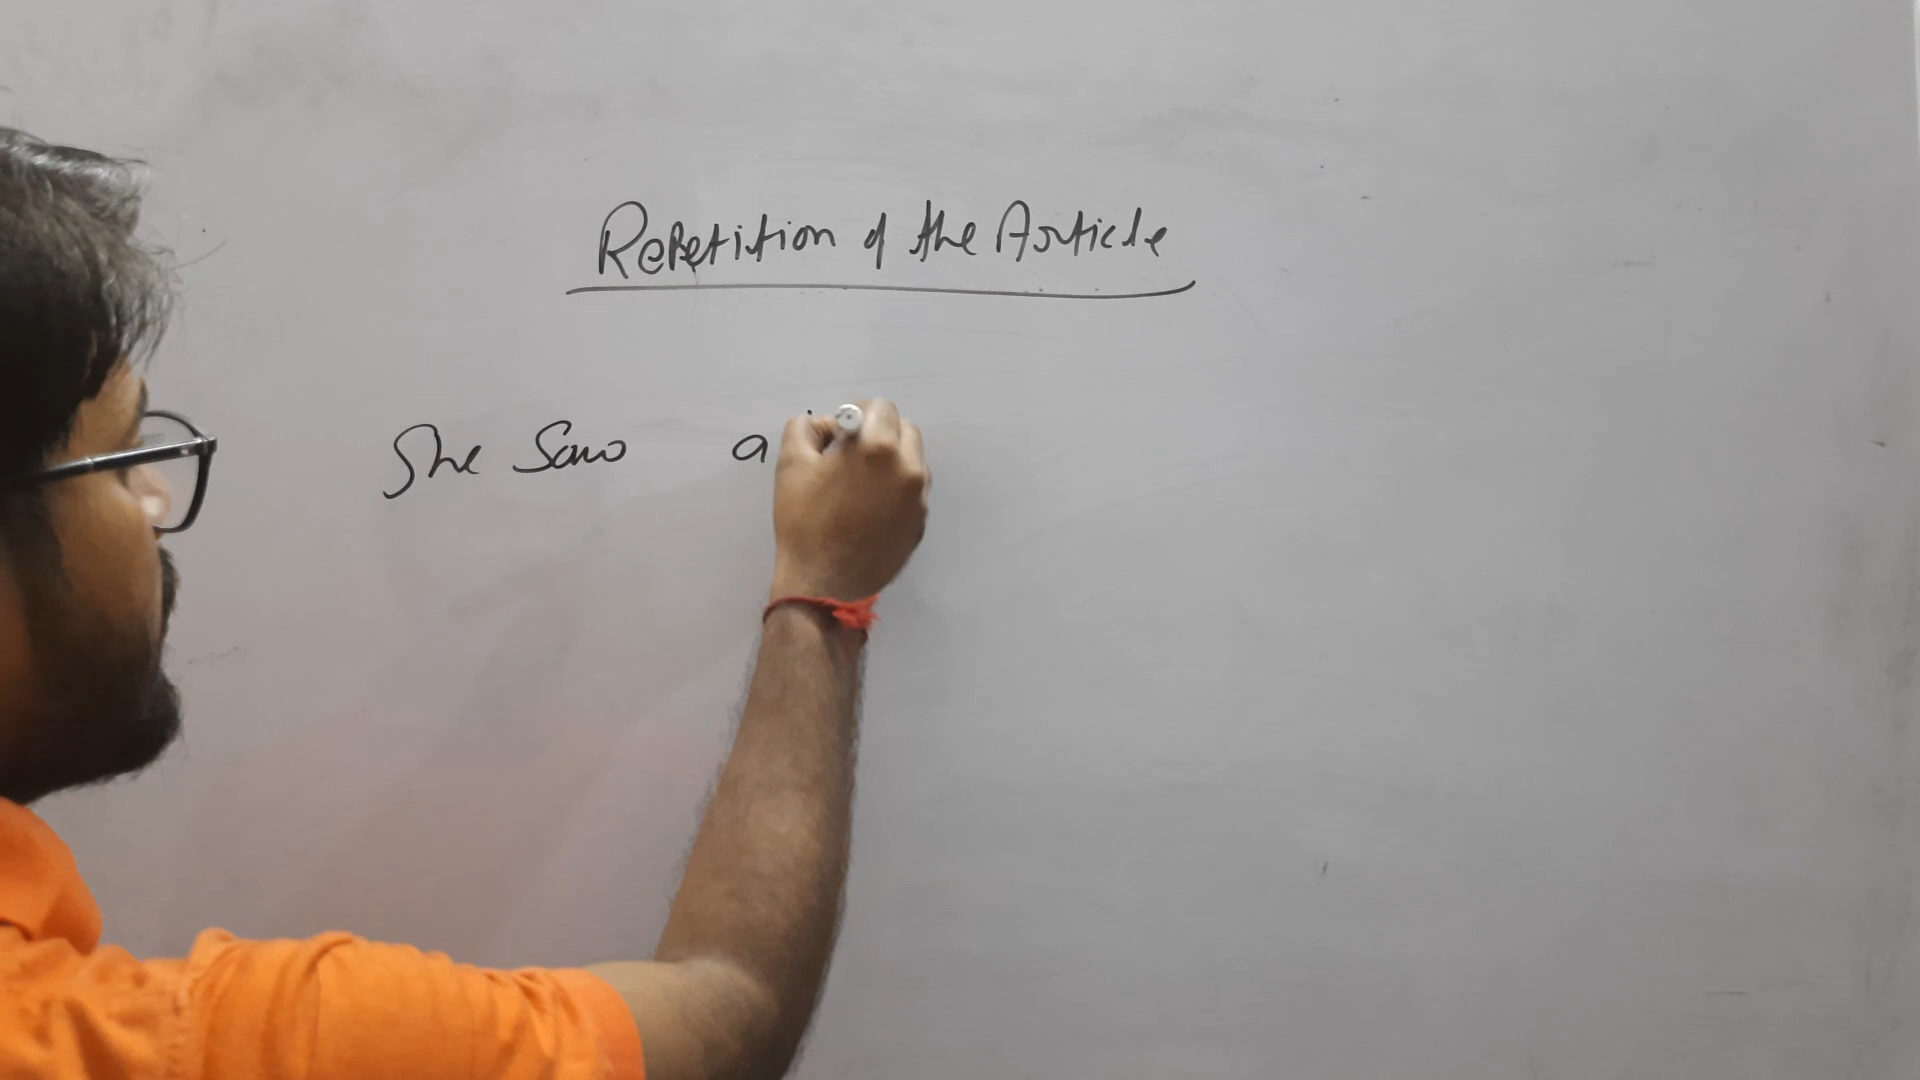 Repetition of the Article
She Saw a